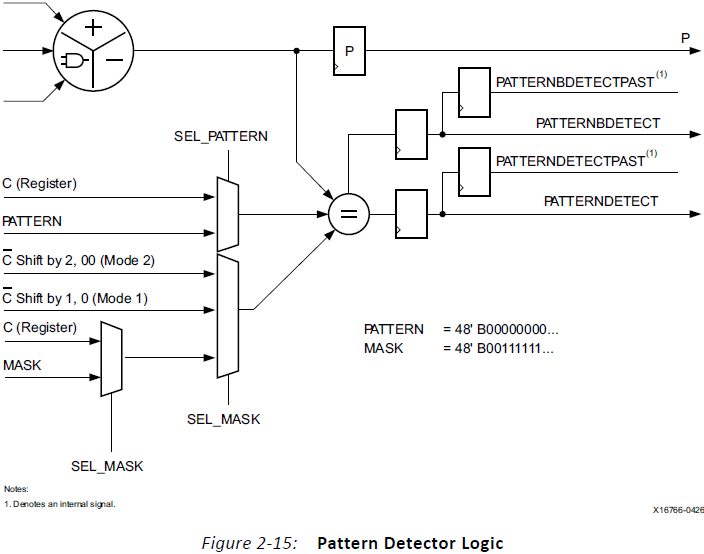 P
P
PATTERNBDETECTPAST(1)
PATTERNBDETECT
SEL_PATTERN
PATTERNDETECTPAST(1)
C (Register)
PATTERNDETECT
PATTERN
=
C̅ Shift by 2, 00 (Mode 2)
C̅ Shift by 1, 0 (Mode 1)
C (Register)
PATTERN = 48' B00000000...
MASK = 48' B00111111...
MASK
SEL_MASK
SEL_MASK
Notes:
1. Denotes an internal signal.
X16766-0426
Figure 2-15: Pattern Detector Logic